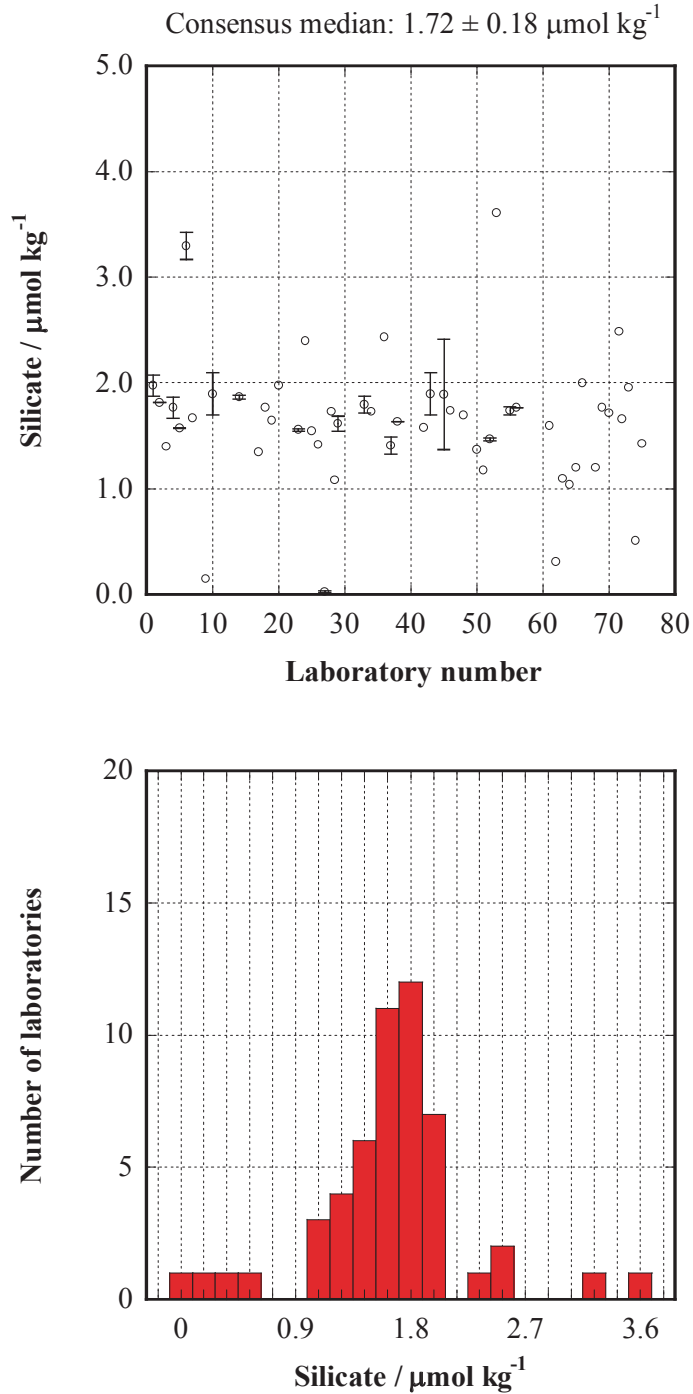 Consensus median: 1.72 ± 0.18 μmol kg⁻¹
5.0
4.0
3.0
2.0
1.0
0.0
Silicate / μmol kg⁻¹
0 10 20 30 40 50 60 70 80
Laboratory number
20
15
10
5
0
Number of laboratories
0 0.9 1.8 2.7 3.6
Silicate / μmol kg⁻¹